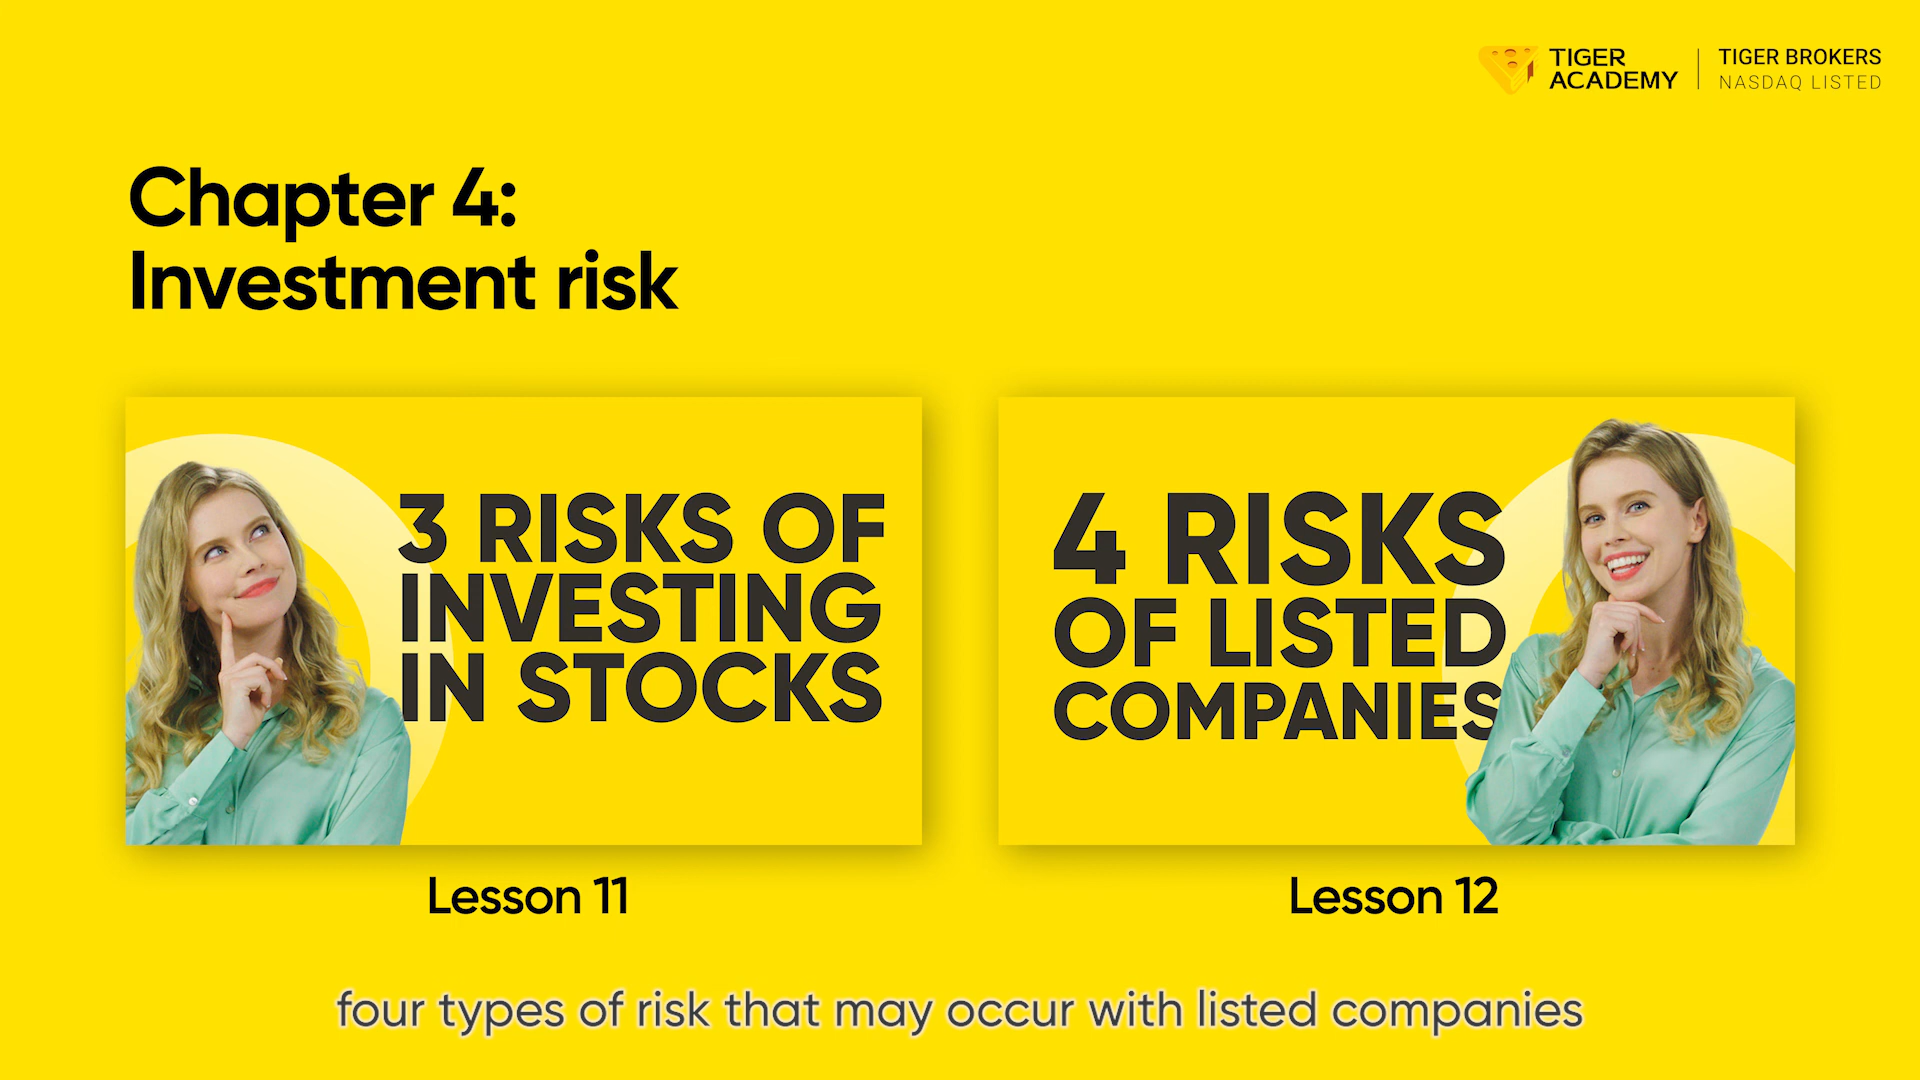 TIGER
ACADEMY
TIGER BROKERS
NASDAQ LISTED
Chapter 4:
Investment risk
3 RISKS OF
INVESTING
IN STOCKS
4 RISKS
OF LISTED
COMPANIES
Lesson 11
Lesson 12
four types of risk that may occur with listed companies